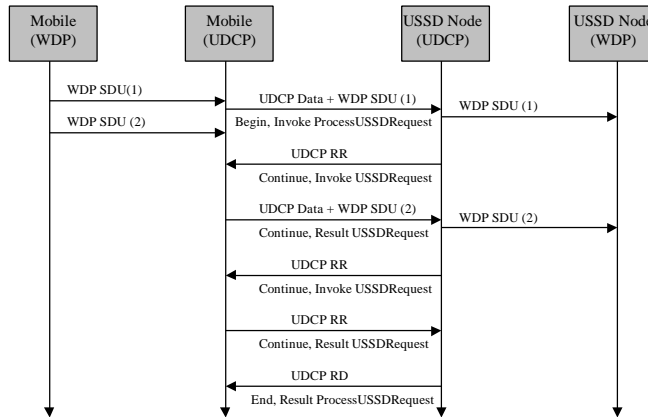 Mobile
(WDP)
Mobile
(UDCP)
USSD Node
(UDCP)
USSD Node
(WDP)
WDP SDU(1)
UDCP Data + WDP SDU (1)
WDP SDU (1)
WDP SDU (2)
Begin, Invoke ProcessUSSDRequest
UDCP RR
Continue, Invoke USSDRequest
UDCP Data + WDP SDU (2)
WDP SDU (2)
Continue, Result USSDRequest
UDCP RR
Continue, Invoke USSDRequest
UDCP RR
Continue, Result USSDRequest
UDCP RD
End, Result ProcessUSSDRequest